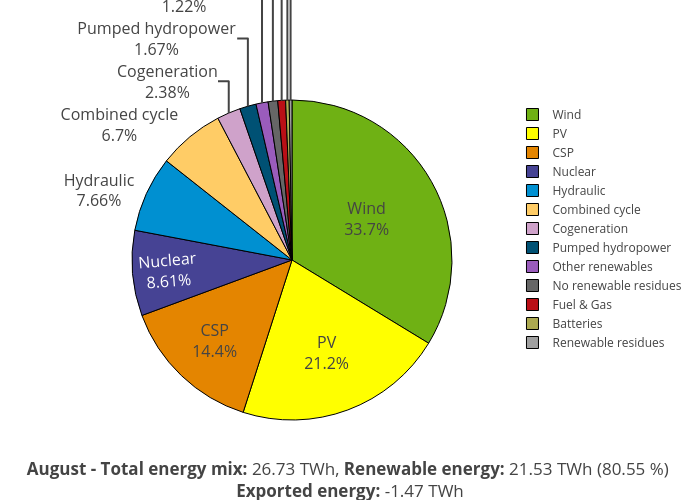 1.22%
Pumped hydropower
1.67%
Cogeneration
2.38%
Combined cycle
6.7%
Hydraulic
7.66%
Nuclear
8.61%
CSP
14.4%
PV
21.2%
Wind
33.7%
Wind
PV
CSP
Nuclear
Hydraulic
Combined cycle
Cogeneration
Pumped hydropower
Other renewables
No renewable residues
Fuel & Gas
Batteries
Renewable residues
August - Total energy mix: 26.73 TWh, Renewable energy: 21.53 TWh (80.55 %)
Exported energy: -1.47 TWh